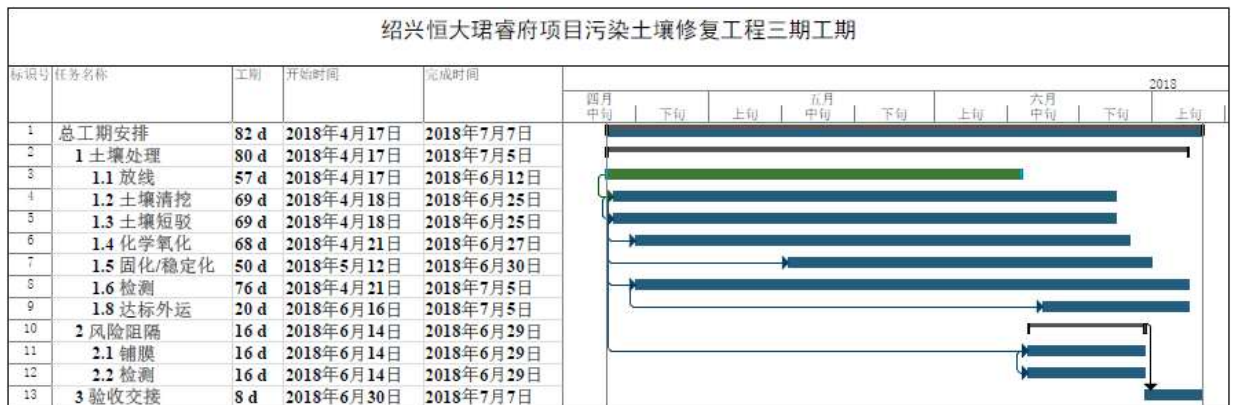 绍兴恒大珺睿府项目污染土壤修复工程三期工期
标识号 任务名称 工期 开始时间 完成时间
2018
四月 五月 六月
中旬 下旬 上旬 中旬 下旬 上旬 中旬 下旬 上旬
1 总工期安排 82 d 2018年4月17日 2018年7月7日
2 1 土壤处理 80 d 2018年4月17日 2018年7月5日
3 1.1 放线 57 d 2018年4月17日 2018年6月12日
4 1.2 土壤清挖 69 d 2018年4月18日 2018年6月25日
5 1.3 土壤短驳 69 d 2018年4月18日 2018年6月25日
6 1.4 化学氧化 68 d 2018年4月21日 2018年6月27日
7 1.5 固化/稳定化 50 d 2018年5月12日 2018年6月30日
8 1.6 检测 76 d 2018年4月21日 2018年7月5日
9 1.8 达标外运 20 d 2018年6月16日 2018年7月5日
10 2 风险阻隔 16 d 2018年6月14日 2018年6月29日
11 2.1 铺膜 16 d 2018年6月14日 2018年6月29日
12 2.2 检测 16 d 2018年6月14日 2018年6月29日
13 3 验收交接 8 d 2018年6月30日 2018年7月7日